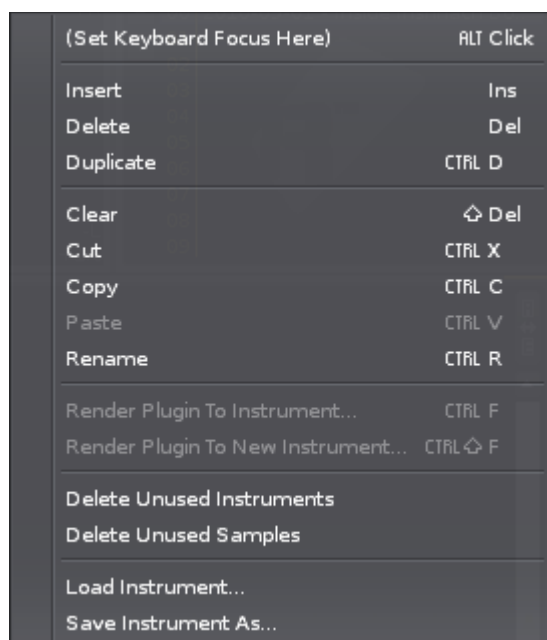 (Set Keyboard Focus Here) ALT Click
Insert Ins
Delete Del
Duplicate CTRL D
Clear ⇧ Del
Cut CTRL X
Copy CTRL C
Paste CTRL V
Rename CTRL R
Render Plugin To Instrument... CTRL F
Render Plugin To New Instrument... CTRL ⇧ F
Delete Unused Instruments
Delete Unused Samples
Load Instrument...
Save Instrument As...